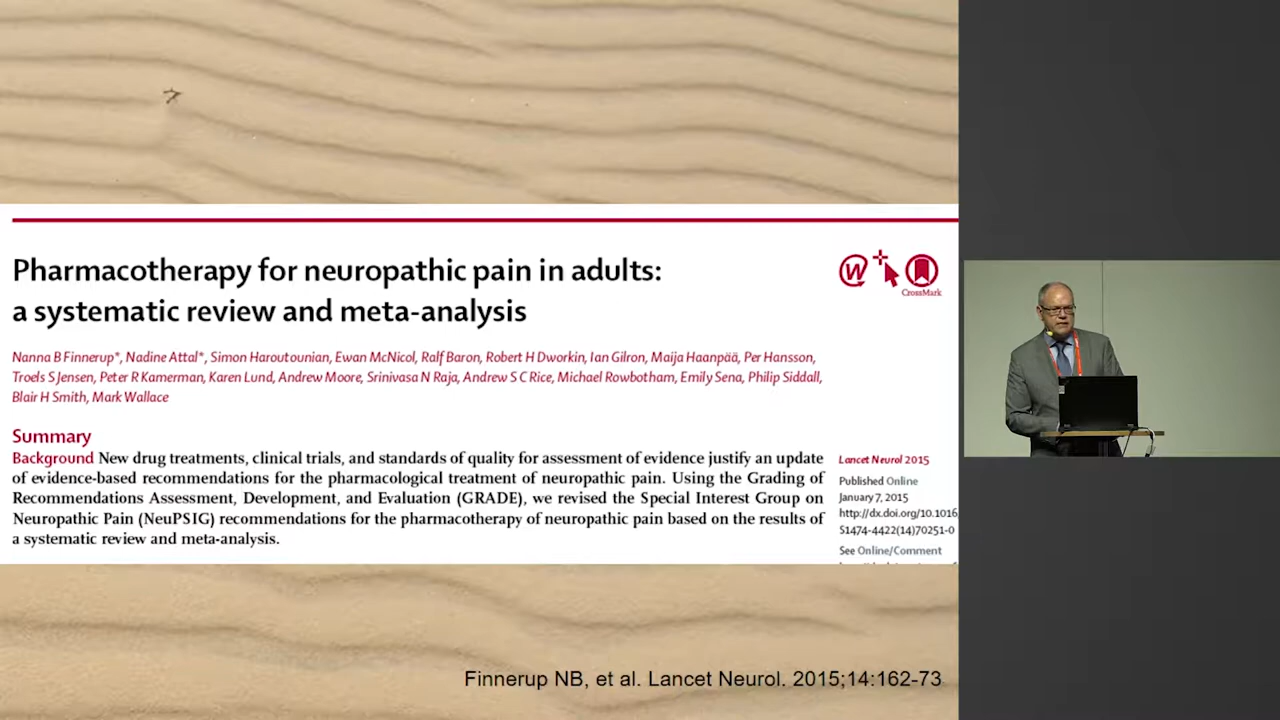 Pharmacotherapy for neuropathic pain in adults:
a systematic review and meta-analysis
W
CrossMark
Nanna B Finnerup*, Nadine Attal*, Simon Haroutounian, Ewan McNicol, Ralf Baron, Robert H Dworkin, Ian Gilron, Maija Haanpää, Per Hansson,
Troels S Jensen, Peter R Kamerman, Karen Lund, Andrew Moore, Srinivasa N Raja, Andrew S C Rice, Michael Rowbotham, Emily Sena, Philip Siddall,
Blair H Smith, Mark Wallace
Summary
Background New drug treatments, clinical trials, and standards of quality for assessment of evidence justify an update
of evidence-based recommendations for the pharmacological treatment of neuropathic pain. Using the Grading of
Recommendations Assessment, Development, and Evaluation (GRADE), we revised the Special Interest Group on
Neuropathic Pain (NeuPSIG) recommendations for the pharmacotherapy of neuropathic pain based on the results of
a systematic review and meta-analysis.
Lancet Neurol 2015
Published Online
January 7, 2015
http://dx.doi.org/10.1016
S1474-4422(14)70251-0
See Online/Comment
Finnerup NB, et al. Lancet Neurol. 2015;14:162-73